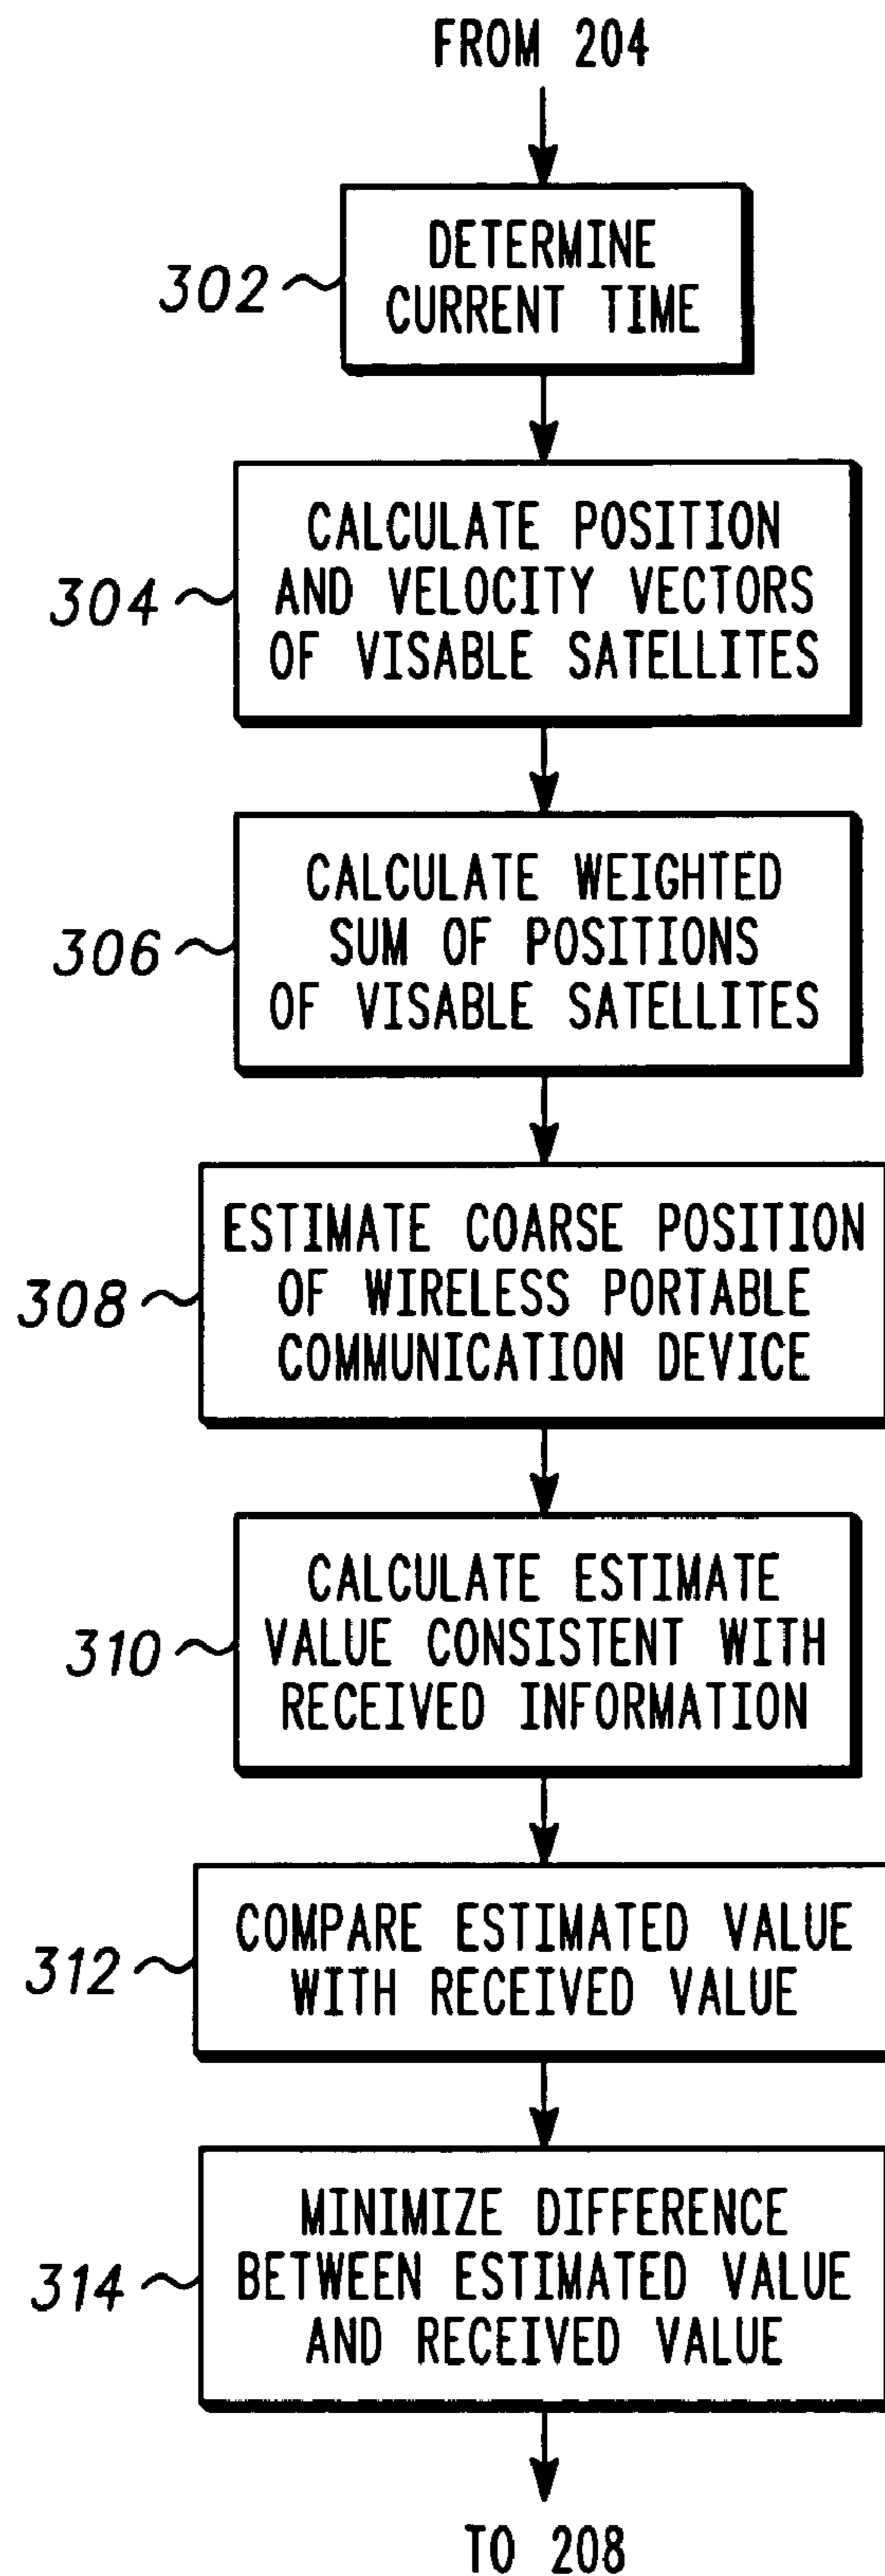 FROM 204
302
DETERMINE
CURRENT TIME
304
CALCULATE POSITION
AND VELOCITY VECTORS
OF VISABLE SATELLITES
306
CALCULATE WEIGHTED
SUM OF POSITIONS
OF VISABLE SATELLITES
308
ESTIMATE COARSE POSITION
OF WIRELESS PORTABLE
COMMUNICATION DEVICE
310
CALCULATE ESTIMATE
VALUE CONSISTENT WITH
RECEIVED INFORMATION
312
COMPARE ESTIMATED VALUE
WITH RECEIVED VALUE
314
MINIMIZE DIFFERENCE
BETWEEN ESTIMATED VALUE
AND RECEIVED VALUE
TO 208